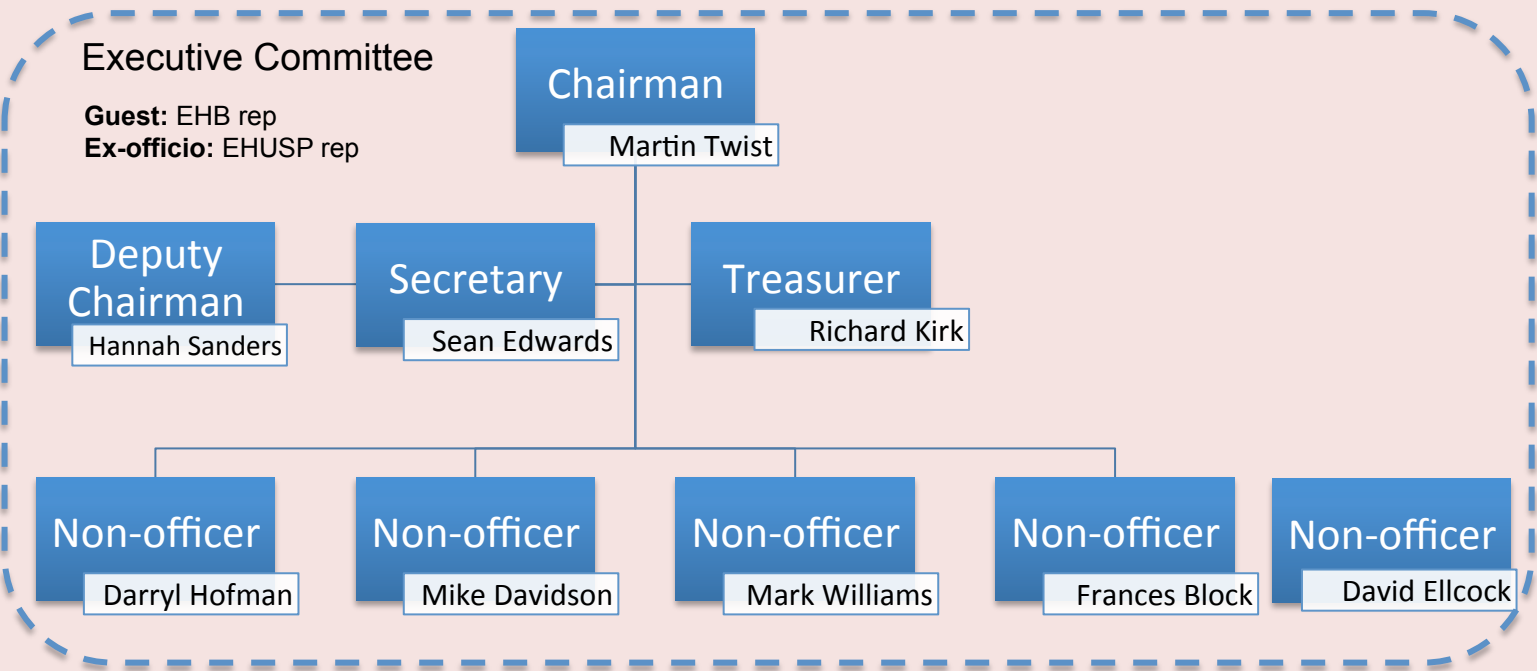 Executive Committee
Guest: EHB rep
Ex-officio: EHUSP rep
Chairman
Martin Twist
Deputy
Chairman
Hannah Sanders
Secretary
Sean Edwards
Treasurer
Richard Kirk
Non-officer
Darryl Hofman
Non-officer
Mike Davidson
Non-officer
Mark Williams
Non-officer
Frances Block
Non-officer
David Ellcock